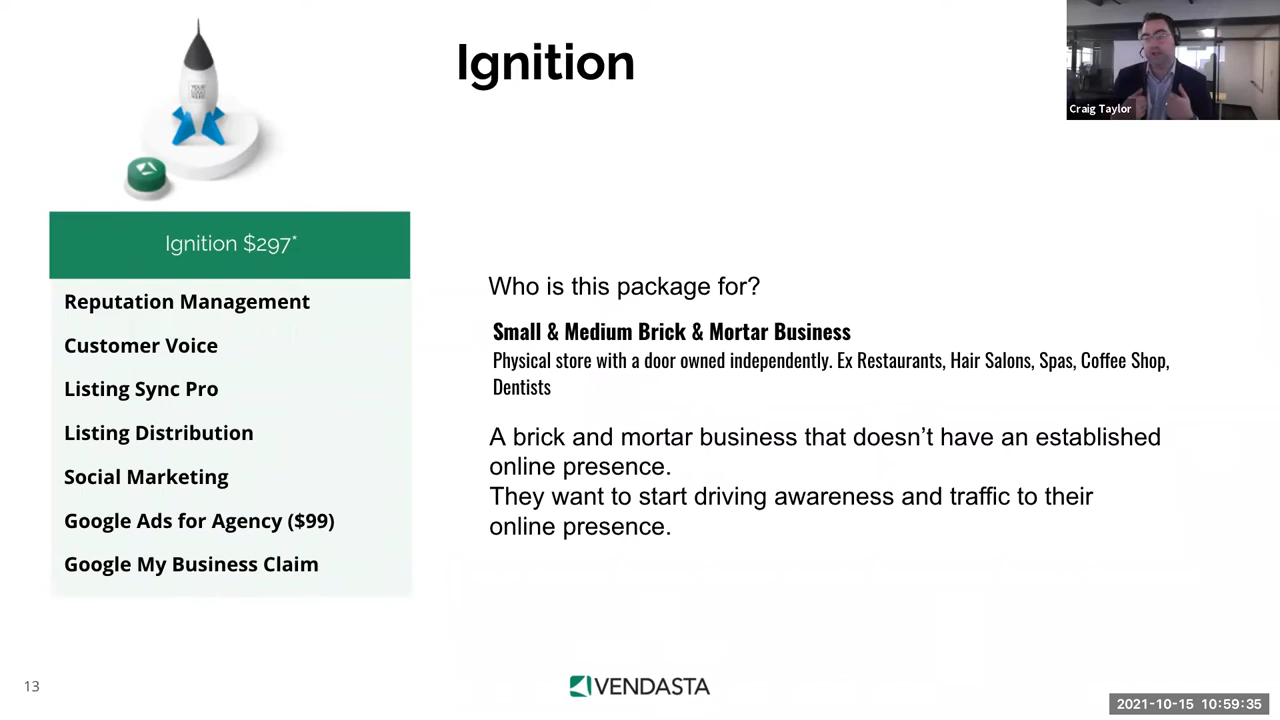 Ignition
Craig Taylor
YOUR
LOGO
HERE
Ignition $297*
Reputation Management
Customer Voice
Listing Sync Pro
Listing Distribution
Social Marketing
Google Ads for Agency ($99)
Google My Business Claim
Who is this package for?
Small & Medium Brick & Mortar Business
Physical store with a door owned independently. Ex Restaurants, Hair Salons, Spas, Coffee Shop,
Dentists
A brick and mortar business that doesn’t have an established
online presence.
They want to start driving awareness and traffic to their
online presence.
13
VENDASTA
2021-10-15 10:59:35